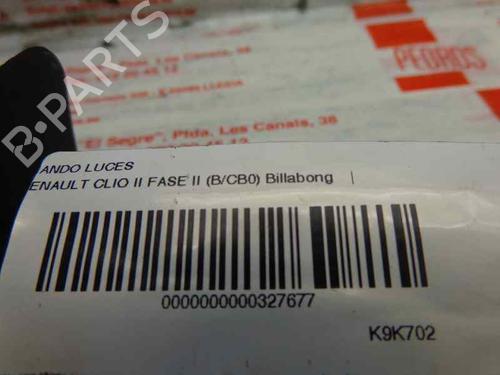 PEDROS
"El Segre", Ptda. Les Canals, 38
B-PARTS
ANDO LUCES
ENAULT CLIO II FASE II (B/CB0) Billabong |
0000000000327677
K9K702